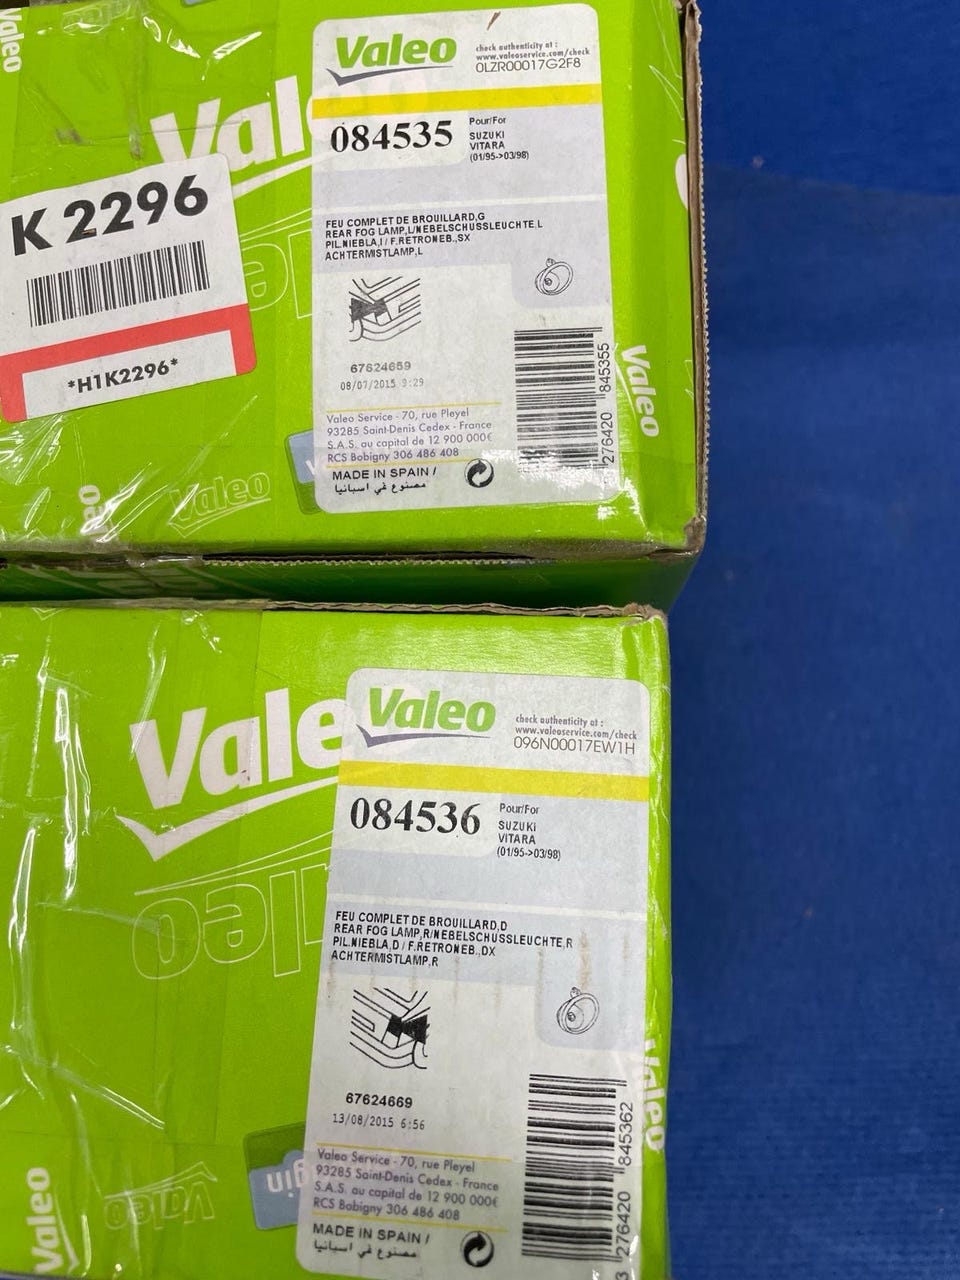 Valeo
Valeo
check authenticity at :
www.valeoservice.com/check
0LZR00017G2F8
084535
Pour/For
SUZUKI
VITARA
(01/95->03/98)
K 2296
*H1K2296*
FEU COMPLET DE BROUILLARD,G
REAR FOG LAMP,L/NEBELSCHUSSLEUCHTE,L
PIL.NIEBLA,I / F.RETRONEB.,SX
ACHTERMISTLAMP,L
67624659
08/07/2015 9:29
Valeo Service - 70, rue Pleyel
93285 Saint-Denis Cedex - France
S.A.S. au capital de 12 900 000€
RCS Bobigny 306 486 408
MADE IN SPAIN /
مصنوع في اسبانيا
276420 845355
Valeo
Valeo
Valeo
Valeo
check authenticity at :
www.valeoservice.com/check
096N00017EW1H
084536
Pour/For
SUZUKI
VITARA
(01/95->03/98)
FEU COMPLET DE BROUILLARD,D
REAR FOG LAMP,R/NEBELSCHUSSLEUCHTE,R
PIL.NIEBLA,D / F.RETRONEB.,DX
ACHTERMISTLAMP,R
67624669
13/08/2015 6:56
Valeo Service - 70, rue Pleyel
93285 Saint-Denis Cedex - France
S.A.S. au capital de 12 900 000€
RCS Bobigny 306 486 408
MADE IN SPAIN /
مصنوع في اسبانيا
3 276420 845362
Valeo
Valeo
Valeo